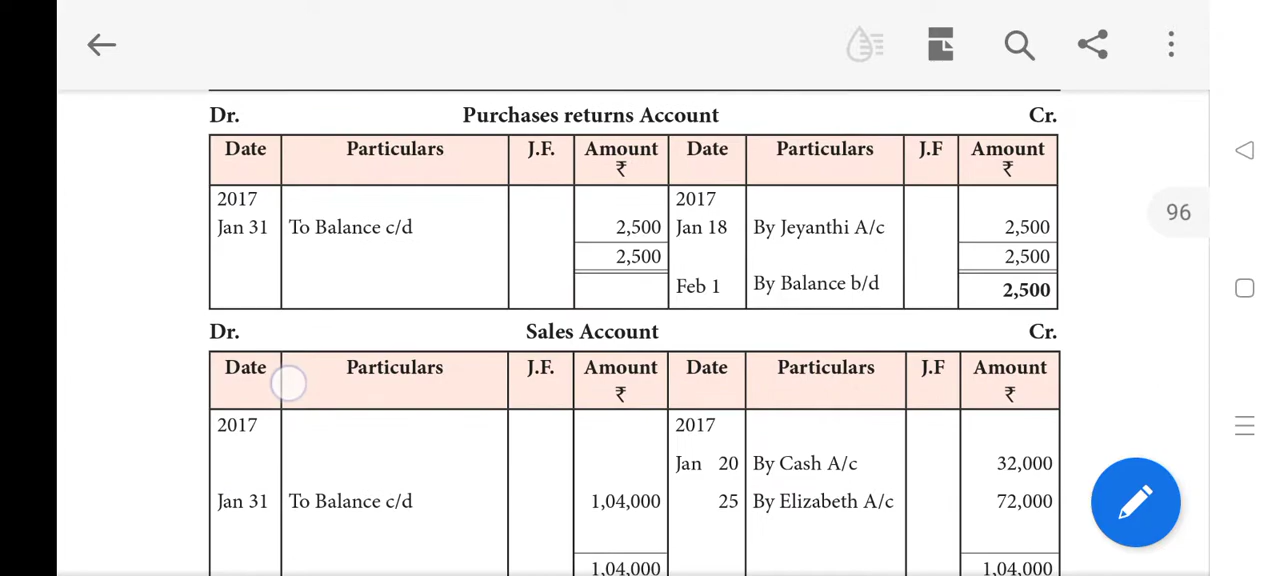 Dr. Purchases returns Account Cr.
Date Particulars J.F. Amount ₹ Date Particulars J.F Amount ₹
2017 2017
Jan 31 To Balance c/d 2,500 Jan 18 By Jeyanthi A/c 2,500
2,500 2,500
Feb 1 By Balance b/d 2,500
96
Dr. Sales Account Cr.
Date Particulars J.F. Amount ₹ Date Particulars J.F Amount ₹
2017 2017
Jan 20 By Cash A/c 32,000
Jan 31 To Balance c/d 1,04,000 25 By Elizabeth A/c 72,000
1,04,000 1,04,000